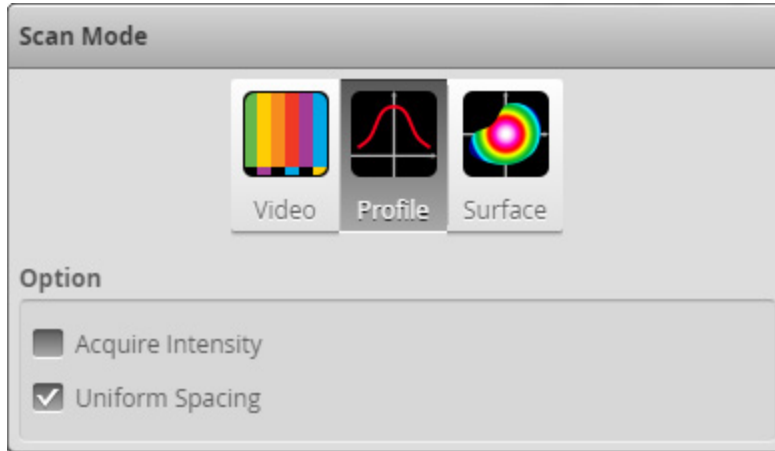 Scan Mode
Video Profile Surface
Option
Acquire Intensity
Uniform Spacing